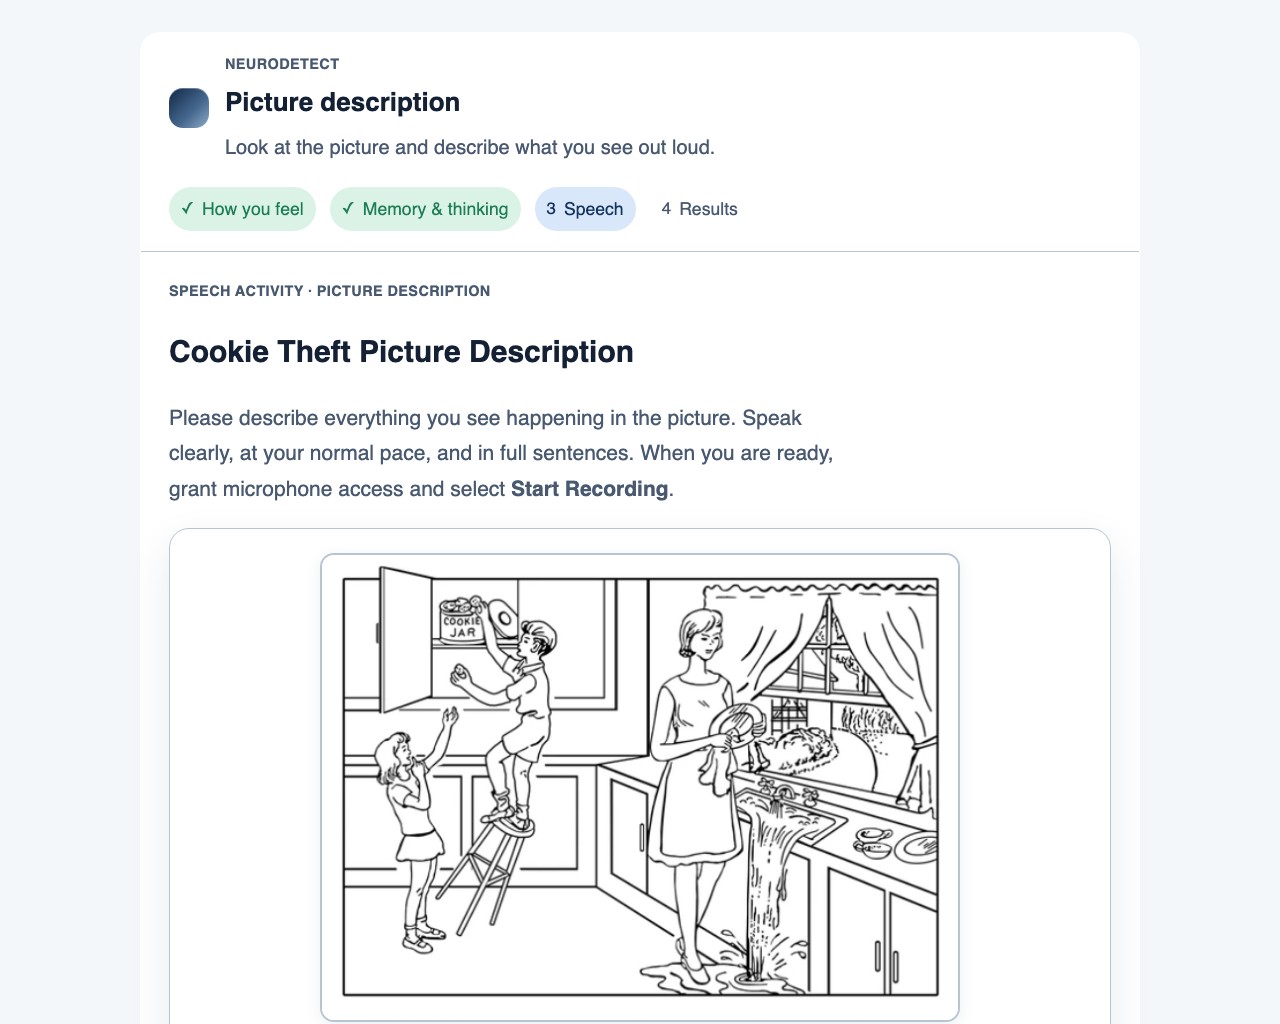 NEURODETECT
Picture description
Look at the picture and describe what you see out loud.
✓ How you feel
✓ Memory & thinking
3 Speech
4 Results
SPEECH ACTIVITY · PICTURE DESCRIPTION
Cookie Theft Picture Description
Please describe everything you see happening in the picture. Speak
clearly, at your normal pace, and in full sentences. When you are ready,
grant microphone access and select Start Recording.
COOKIE
JAR